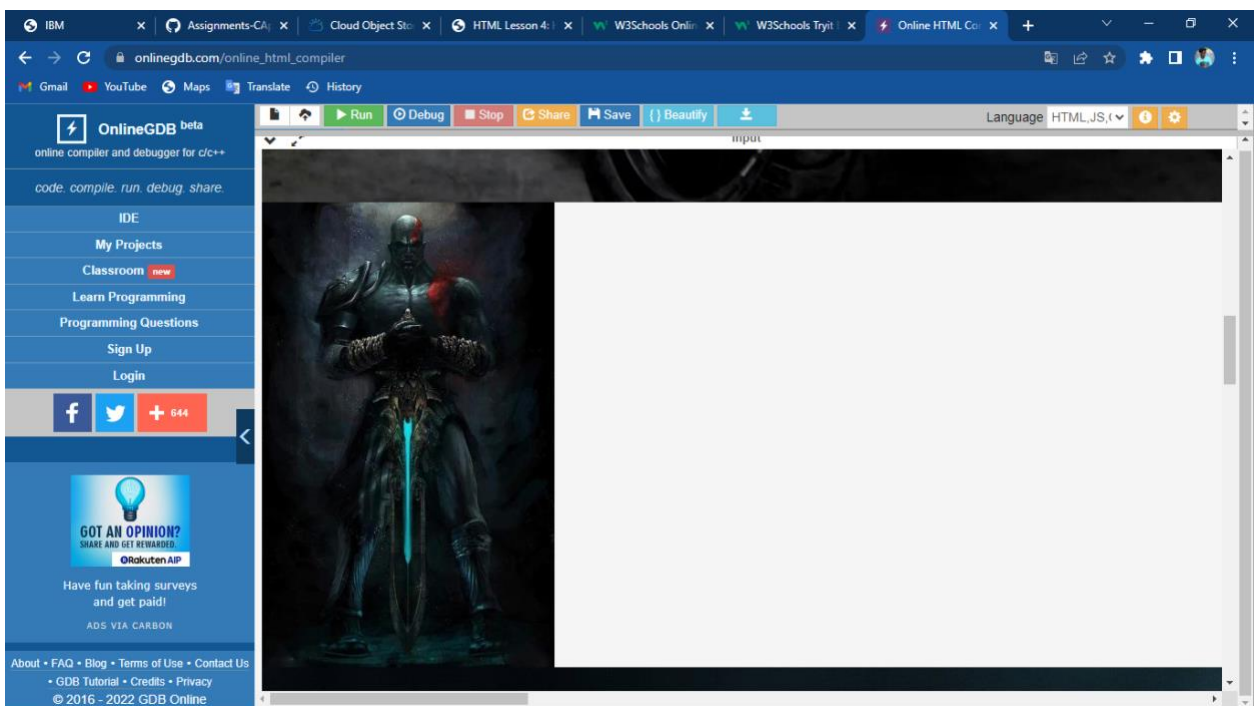 IBM
Assignments-CA
Cloud Object Sto
HTML Lesson 4:
W3Schools Onlin
W3Schools Tryit
Online HTML Co
onlinegdb.com/online_html_compiler
Gmail YouTube Maps Translate History
OnlineGDB beta
online compiler and debugger for c/c++
code. compile. run. debug. share.
IDE
My Projects
Classroom new
Learn Programming
Programming Questions
Sign Up
Login
f + 644
GOT AN OPINION?
SHARE AND GET REWARDED.
Rakuten AIP
Have fun taking surveys
and get paid!
ADS VIA CARBON
About • FAQ • Blog • Terms of Use • Contact Us
• GDB Tutorial • Credits • Privacy
© 2016 - 2022 GDB Online
Run Debug Stop Share Save {} Beautify
Language HTML,JS,(
input